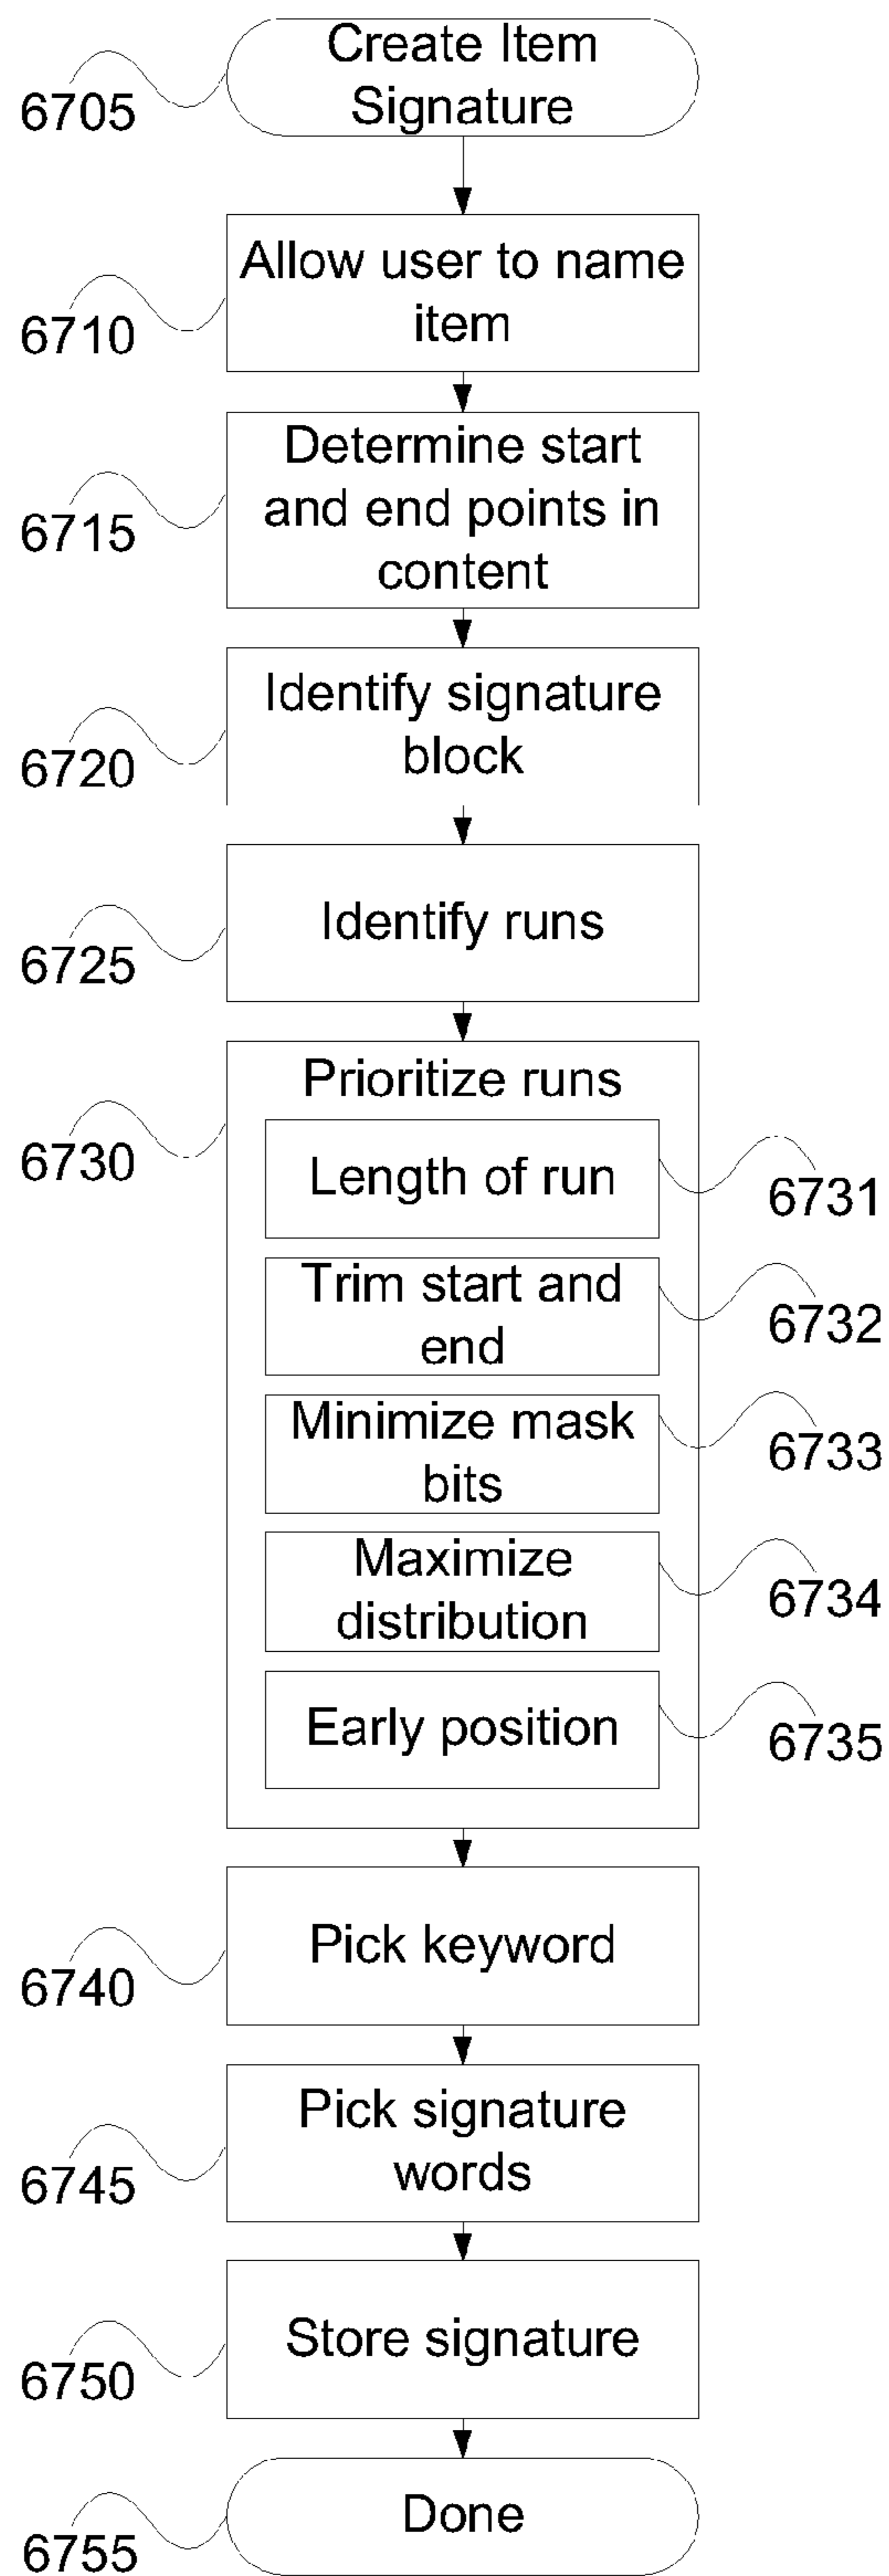 Create Item
Signature
6705
Allow user to name
item
6710
Determine start
and end points in
content
6715
Identify signature
block
6720
Identify runs
6725
Prioritize runs
6730
Length of run
6731
Trim start and
end
6732
Minimize mask
bits
6733
Maximize
distribution
6734
Early position
6735
Pick keyword
6740
Pick signature
words
6745
Store signature
6750
Done
6755